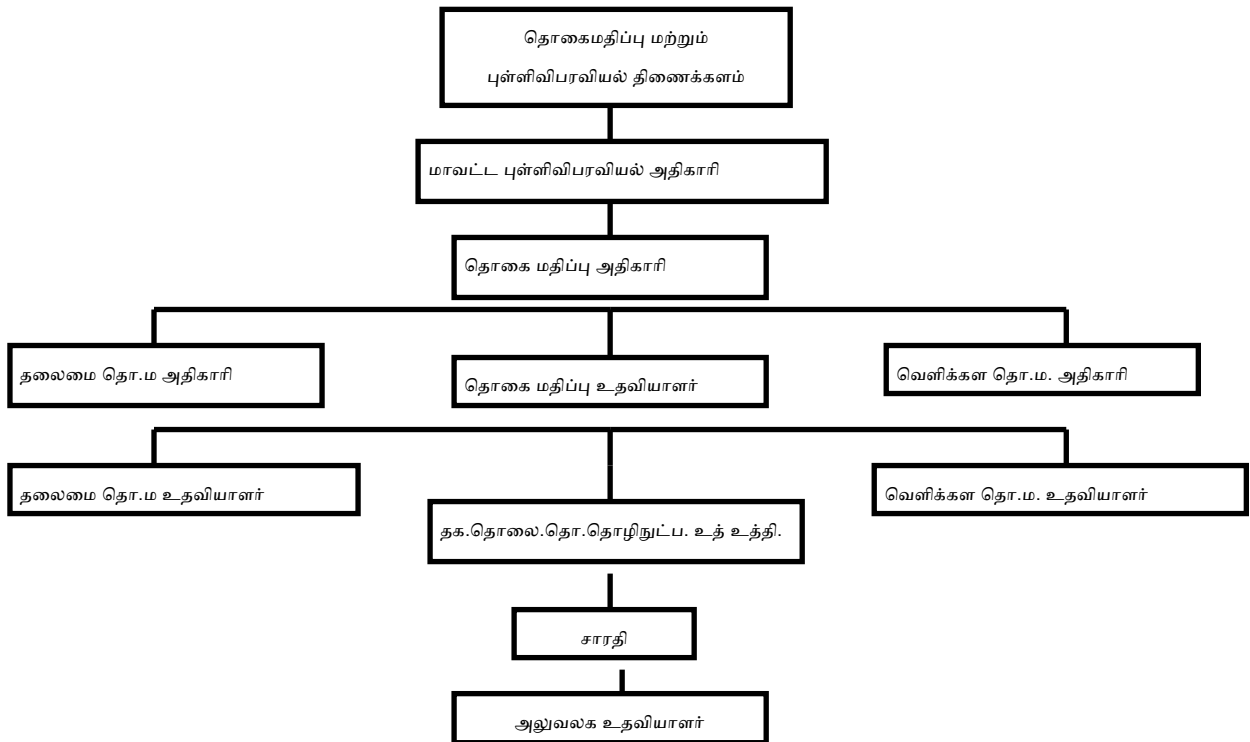 தொகைமதிப்பு மற்றும்
புள்ளிவிபரவியல் திணைக்களம்
மாவட்ட புள்ளிவிபரவியல் அதிகாரி
தொகை மதிப்பு அதிகாரி
தலைமை தொ.ம அதிகாரி
தொகை மதிப்பு உதவியாளர்
வெளிக்கள தொ.ம. அதிகாரி
தலைமை தொ.ம உதவியாளர்
வெளிக்கள தொ.ம. உதவியாளர்
தக.தொலை.தொ.தொழிநுட்ப. உத் உத்தி.
சாரதி
அலுவலக உதவியாளர்